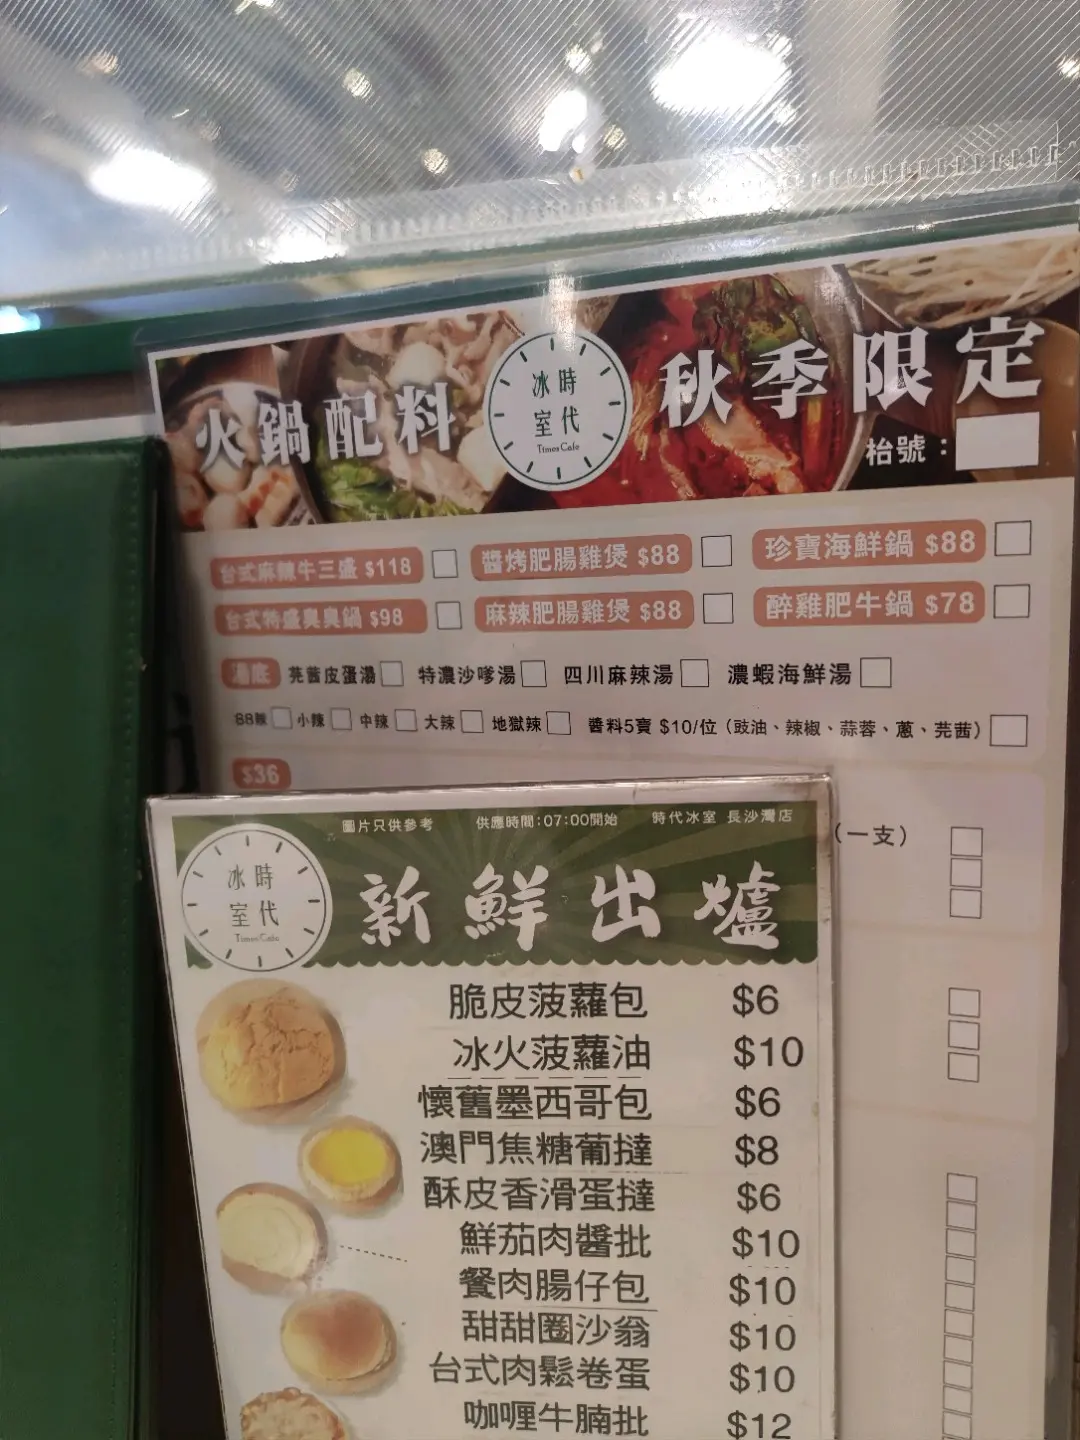 火鍋配料
冰時
室代
Times Cafe
秋季限定
枱號：
台式麻辣牛三盛 $118
醬烤肥腸雞煲 $88
珍寶海鮮鍋 $88
台式特盛臭臭鍋 $98
麻辣肥腸雞煲 $88
醉雞肥牛鍋 $78
湯底 芫茜皮蛋湯 特濃沙嗲湯 四川麻辣湯 濃蝦海鮮湯
88辣 小辣 中辣 大辣 地獄辣 醬料5寶 $10/位（豉油、辣椒、蒜蓉、蔥、芫茜）
$36
（一支）
圖片只供參考 供應時間：07:00開始 時代冰室 長沙灣店
冰時
室代
Times Cafe
新鮮出爐
脆皮菠蘿包 $6
冰火菠蘿油 $10
懷舊墨西哥包 $6
澳門焦糖葡撻 $8
酥皮香滑蛋撻 $6
鮮茄肉醬批 $10
餐肉腸仔包 $10
甜甜圈沙翁 $10
台式肉鬆卷蛋 $10
咖喱牛腩批 $12